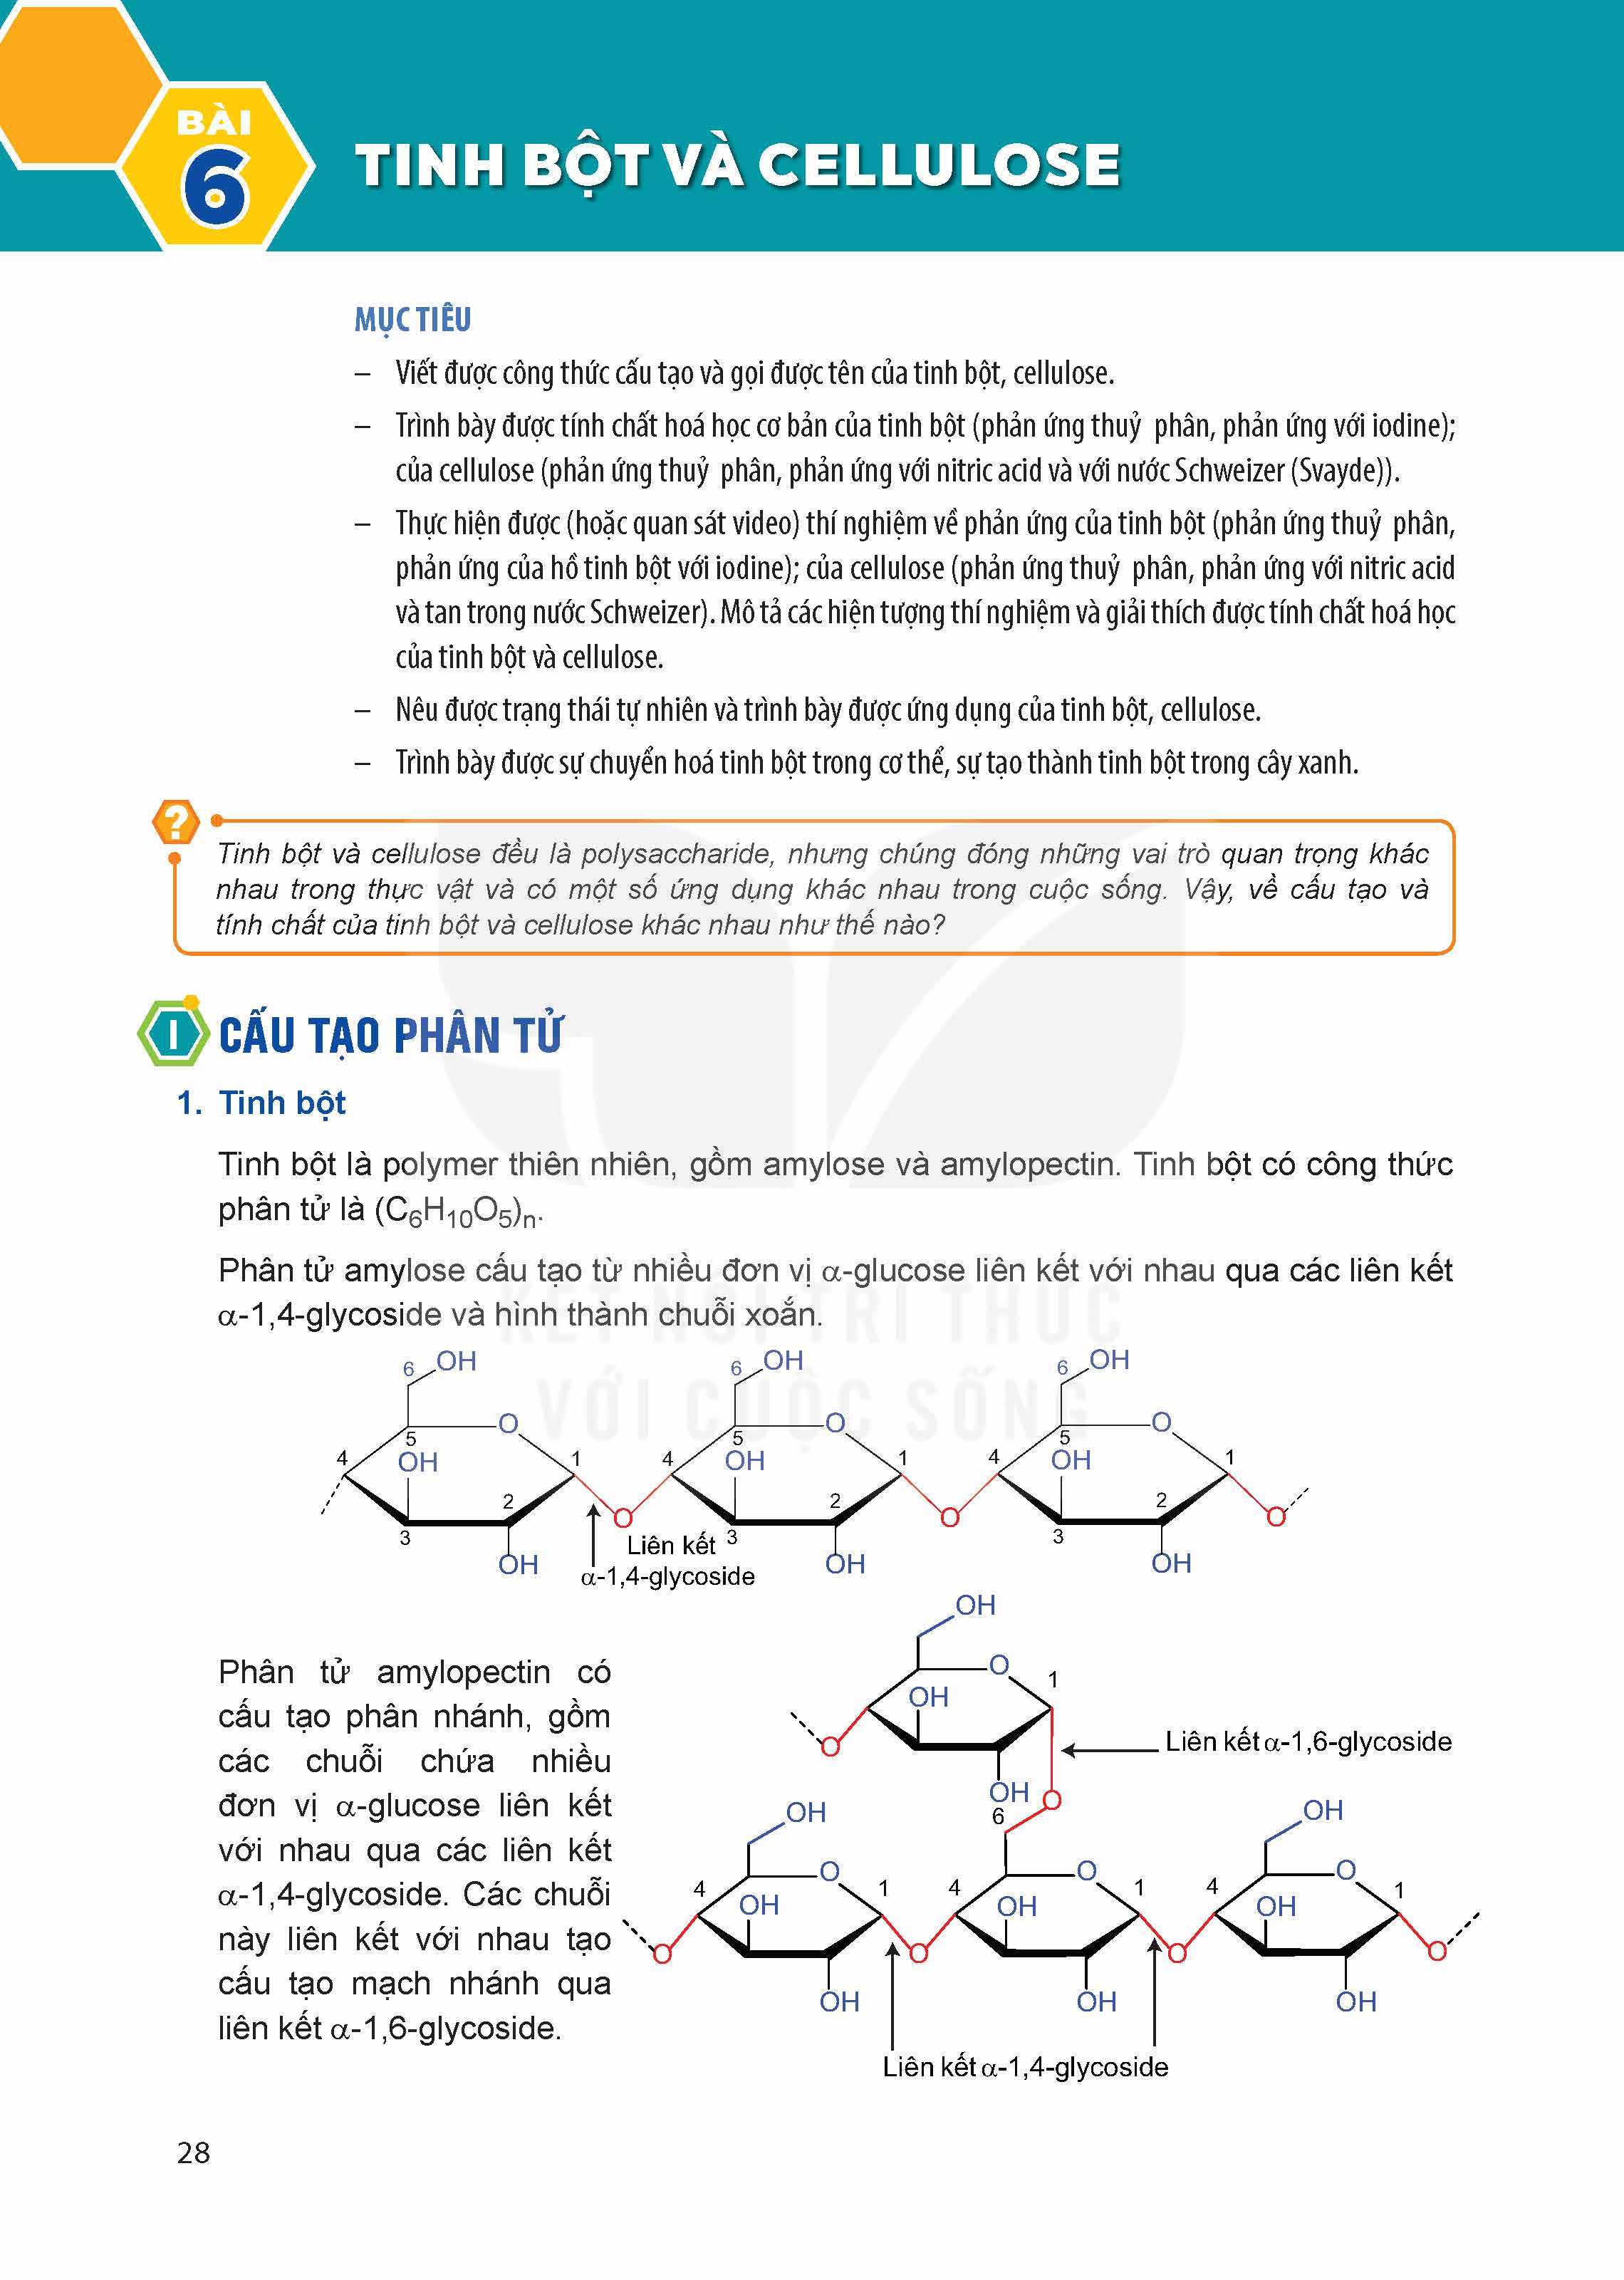 BÀI
6
TINH BỘT VÀ CELLULOSE
MỤC TIÊU
– Viết được công thức cấu tạo và gọi được tên của tinh bột, cellulose.
– Trình bày được tính chất hoá học cơ bản của tinh bột (phản ứng thuỷ phân, phản ứng với iodine);
của cellulose (phản ứng thuỷ phân, phản ứng với nitric acid và với nước Schweizer (Svayde)).
– Thực hiện được (hoặc quan sát video) thí nghiệm về phản ứng của tinh bột (phản ứng thuỷ phân,
phản ứng của hồ tinh bột với iodine); của cellulose (phản ứng thuỷ phân, phản ứng với nitric acid
và tan trong nước Schweizer). Mô tả các hiện tượng thí nghiệm và giải thích được tính chất hoá học
của tinh bột và cellulose.
– Nêu được trạng thái tự nhiên và trình bày được ứng dụng của tinh bột, cellulose.
– Trình bày được sự chuyển hoá tinh bột trong cơ thể, sự tạo thành tinh bột trong cây xanh.
?
Tinh bột và cellulose đều là polysaccharide, nhưng chúng đóng những vai trò quan trọng khác
nhau trong thực vật và có một số ứng dụng khác nhau trong cuộc sống. Vậy, về cấu tạo và
tính chất của tinh bột và cellulose khác nhau như thế nào?
I CẤU TẠO PHÂN TỬ
1. Tinh bột
Tinh bột là polymer thiên nhiên, gồm amylose và amylopectin. Tinh bột có công thức
phân tử là (C6H10O5)n.
Phân tử amylose cấu tạo từ nhiều đơn vị α-glucose liên kết với nhau qua các liên kết
α-1,4-glycoside và hình thành chuỗi xoắn.
KẾT NỐI TRI THỨC
VỚI CUỘC SỐNG
6 OH 6 OH 6 OH
O O O
5 5 5
4 OH 1 4 OH 1 4 OH 1
2 2 2
O O O
3 Liên kết 3 3
OH OH OH
α-1,4-glycoside
Phân tử amylopectin có
cấu tạo phân nhánh, gồm
các chuỗi chứa nhiều
đơn vị α-glucose liên kết
với nhau qua các liên kết
α-1,4-glycoside. Các chuỗi
này liên kết với nhau tạo
cấu tạo mạch nhánh qua
liên kết α-1,6-glycoside.
OH
O 1
OH
O Liên kết α-1,6-glycoside
OH O
6
OH OH
O O O
4 1 4 1 4 1
OH OH OH
O O O O
OH OH OH
Liên kết α-1,4-glycoside
28